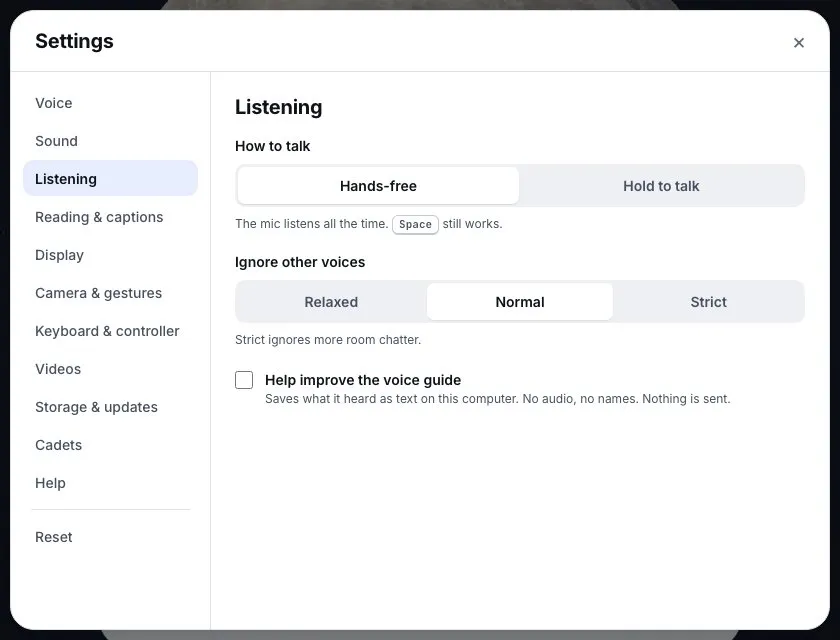 Settings
×
Voice
Sound
Listening
Reading & captions
Display
Camera & gestures
Keyboard & controller
Videos
Storage & updates
Cadets
Help
Reset
Listening
How to talk
Hands-free Hold to talk
The mic listens all the time. Space still works.
Ignore other voices
Relaxed Normal Strict
Strict ignores more room chatter.
Help improve the voice guide
Saves what it heard as text on this computer. No audio, no names. Nothing is sent.